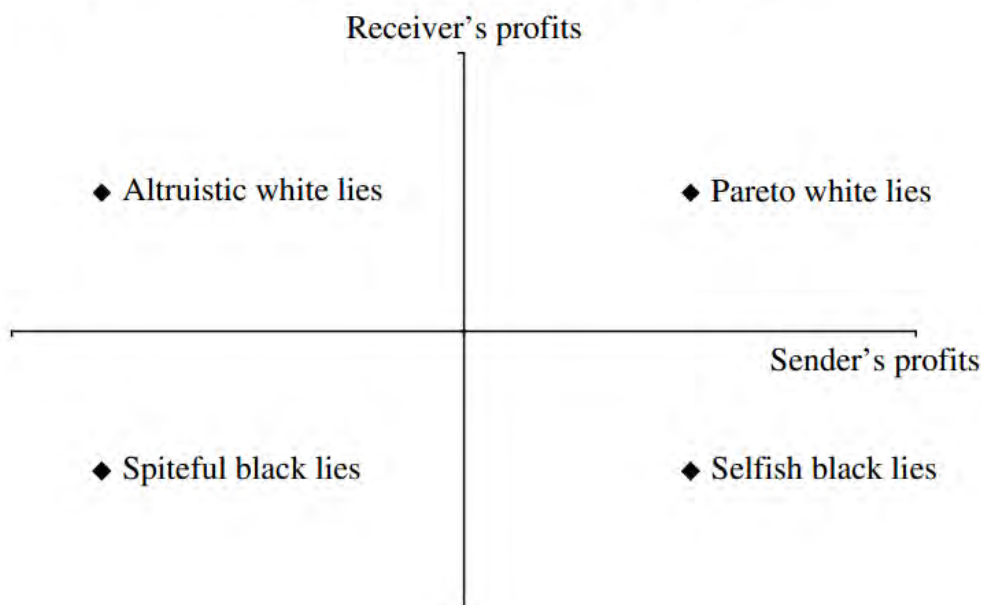 Receiver's profits
Altruistic white lies
Pareto white lies
Sender's profits
Spiteful black lies
Selfish black lies